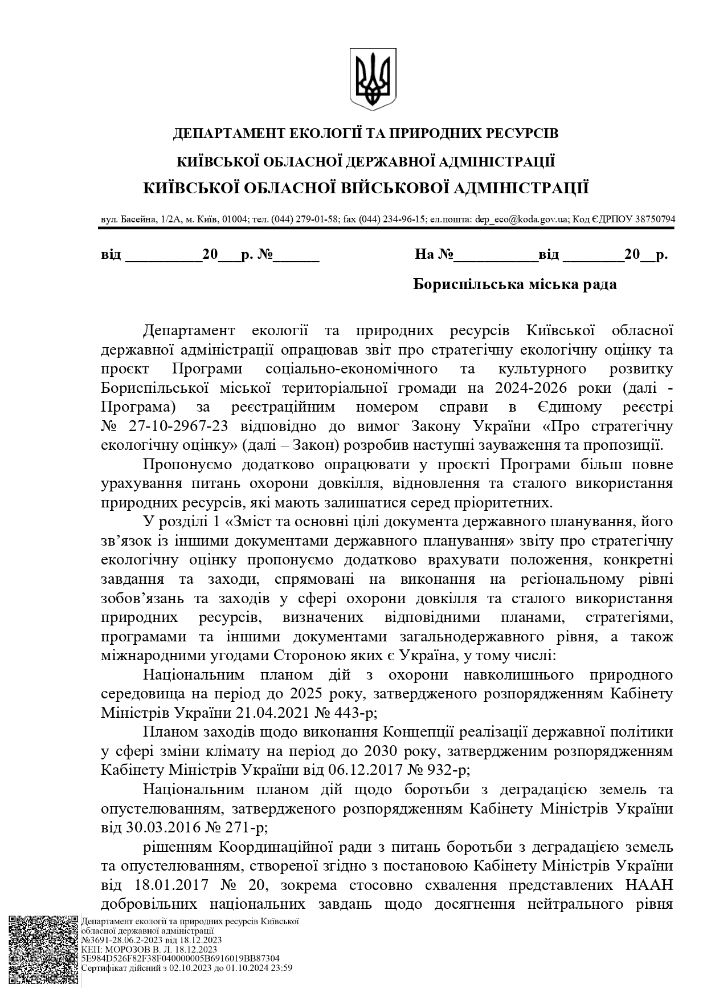 ДЕПАРТАМЕНТ ЕКОЛОГІЇ ТА ПРИРОДНИХ РЕСУРСІВ
КИЇВСЬКОЇ ОБЛАСНОЇ ДЕРЖАВНОЇ АДМІНІСТРАЦІЇ
КИЇВСЬКОЇ ОБЛАСНОЇ ВІЙСЬКОВОЇ АДМІНІСТРАЦІЇ
вул. Басейна, 1/2А, м. Київ, 01004; тел. (044) 279-01-58; fax (044) 234-96-15; ел.пошта: dep_eco@koda.gov.ua; Код ЄДРПОУ 38750794
від __________20___р. №______ На №___________від ________20__р.
Бориспільська міська рада
Департамент екології та природних ресурсів Київської обласної
державної адміністрації опрацював звіт про стратегічну екологічну оцінку та
проєкт Програми соціально-економічного та культурного розвитку
Бориспільської міської територіальної громади на 2024-2026 роки (далі -
Програма) за реєстраційним номером справи в Єдиному реєстрі
№ 27-10-2967-23 відповідно до вимог Закону України «Про стратегічну
екологічну оцінку» (далі – Закон) розробив наступні зауваження та пропозиції.
Пропонуємо додатково опрацювати у проєкті Програми більш повне
урахування питань охорони довкілля, відновлення та сталого використання
природних ресурсів, які мають залишатися серед пріоритетних.
У розділі 1 «Зміст та основні цілі документа державного планування, його
зв’язок із іншими документами державного планування» звіту про стратегічну
екологічну оцінку пропонуємо додатково врахувати положення, конкретні
завдання та заходи, спрямовані на виконання на регіональному рівні
зобов’язань та заходів у сфері охорони довкілля та сталого використання
природних ресурсів, визначених відповідними планами, стратегіями,
програмами та іншими документами загальнодержавного рівня, а також
міжнародними угодами Стороною яких є Україна, у тому числі:
Національним планом дій з охорони навколишнього природного
середовища на період до 2025 року, затвердженого розпорядженням Кабінету
Міністрів України 21.04.2021 № 443-р;
Планом заходів щодо виконання Концепції реалізації державної політики
у сфері зміни клімату на період до 2030 року, затвердженим розпорядженням
Кабінету Міністрів України від 06.12.2017 № 932-р;
Національним планом дій щодо боротьби з деградацією земель та
опустелюванням, затвердженого розпорядженням Кабінету Міністрів України
від 30.03.2016 № 271-р;
рішенням Координаційної ради з питань боротьби з деградацією земель
та опустелюванням, створеної згідно з постановою Кабінету Міністрів України
від 18.01.2017 № 20, зокрема стосовно схвалення представлених НААН
добровільних національних завдань щодо досягнення нейтрального рівня
Департамент екології та природних ресурсів Київської
обласної державної адміністрації
№3691-28.06.2-2023 від 18.12.2023
КЕП: МОРОЗОВ В. Л. 18.12.2023
5E984D526F82F38F040000005B6916019BB87304
Сертифікат дійсний з 02.10.2023 до 01.10.2024 23:59